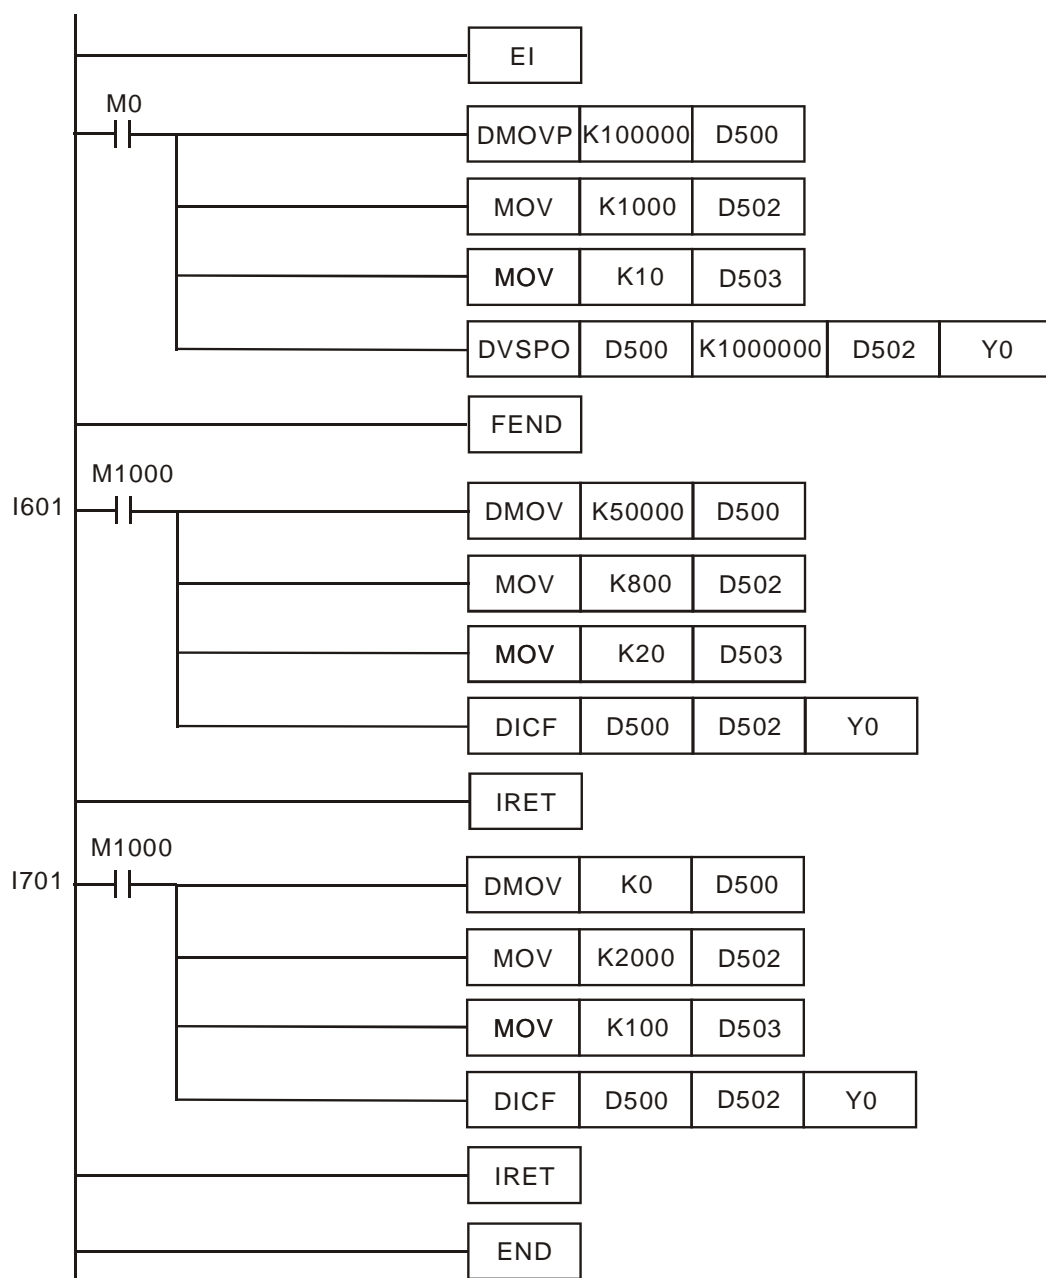 EI
M0
DMOVP K100000 D500
MOV K1000 D502
MOV K10 D503
DVSPO D500 K1000000 D502 Y0
FEND
M1000
I601
DMOV K50000 D500
MOV K800 D502
MOV K20 D503
DICF D500 D502 Y0
IRET
M1000
I701
DMOV K0 D500
MOV K2000 D502
MOV K100 D503
DICF D500 D502 Y0
IRET
END